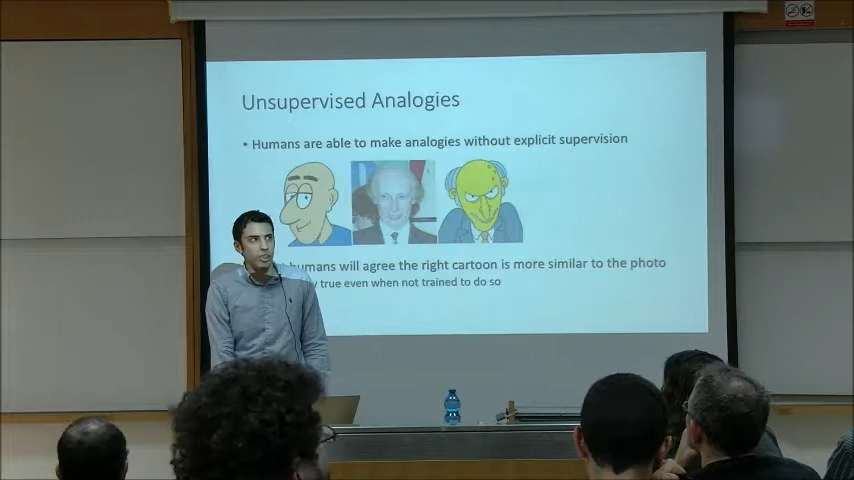 Unsupervised Analogies
• Humans are able to make analogies without explicit supervision
humans will agree the right cartoon is more similar to the photo
true even when not trained to do so